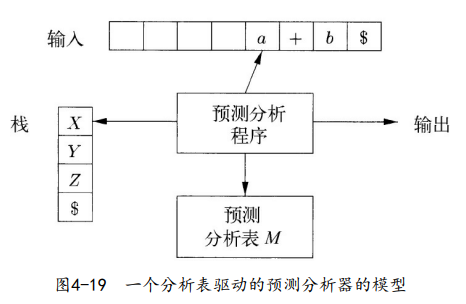 输入
a + b $
预测分析
程序
栈
X
Y
Z
$
输出
预测
分析表 M
图4-19 一个分析表驱动的预测分析器的模型